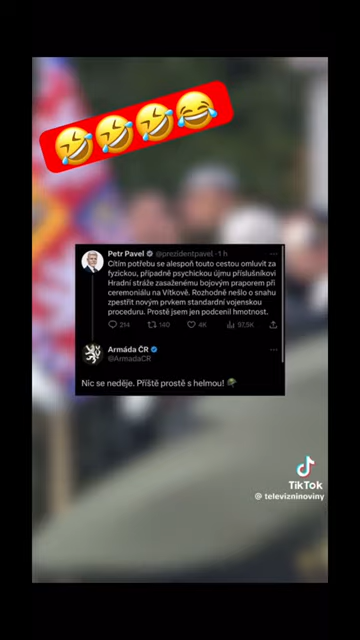 🤣🤣🤣😂
Petr Pavel @prezidentpavel · 1 h
Cítím potřebu se alespoň touto cestou omluvit za
fyzickou, případně psychickou újmu příslušníkovi
Hradní stráže zasaženému bojovým praporem při
ceremoniálu na Vítkově. Rozhodně nešlo o snahu
zpestřit novým prvkem standardní vojenskou
proceduru. Prostě jsem jen podcenil hmotnost.
214 140 4K 97,5K
Armáda ČR
@ArmadaCR
Nic se neděje. Příště prostě s helmou! 🪖
TikTok
@televizninoviny